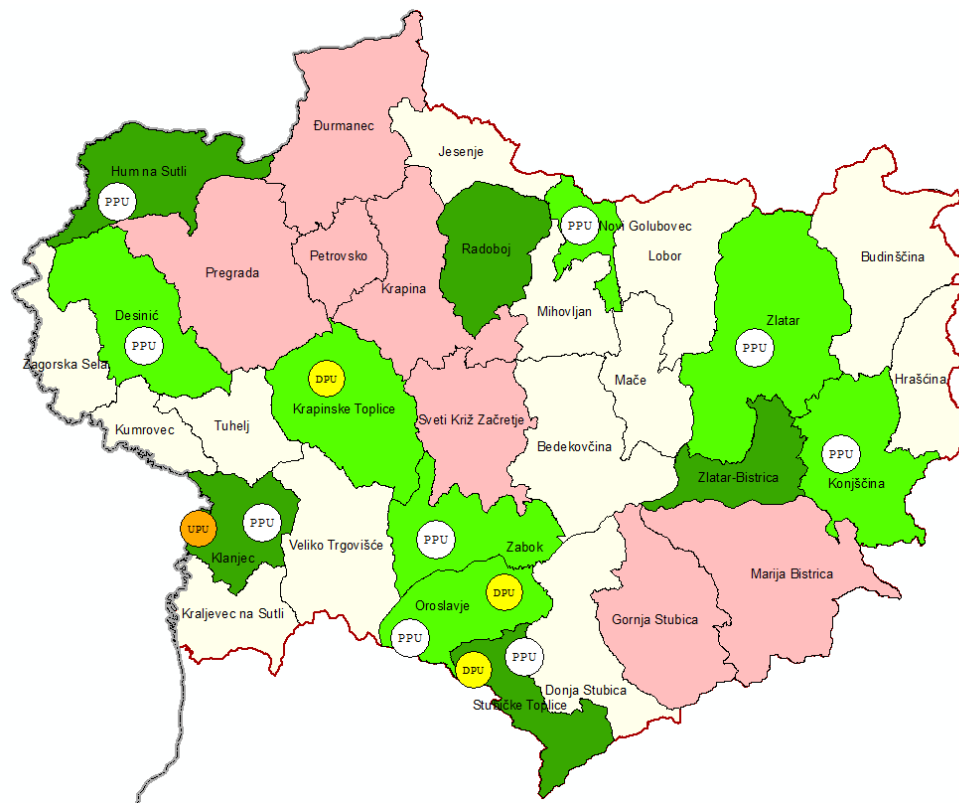 Đurmanec
Jesenje
Hum na Sutli
PPU
PPU
Novi Golubovec
Radoboj
Lobor
Budinščina
Petrovsko
Pregrada
Krapina
Mihovljan
Desinić
Zlatar
PPU
PPU
Zagorska Sela
DPU
Mače
Hrašćina
Krapinske Toplice
Sveti Križ Začretje
Kumrovec
Tuhelj
Bedekovčina
PPU
Zlatar-Bistrica
Konjščina
UPU
PPU
Klanjec
Veliko Trgovišće
PPU
Zabok
Marija Bistrica
DPU
Oroslavje
Kraljevec na Sutli
Gornja Stubica
PPU
PPU
DPU
Donja Stubica
Stubičke Toplice